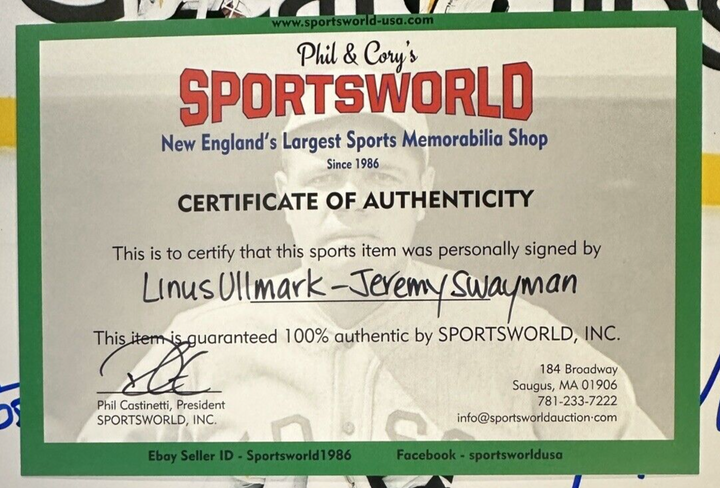 www.sportsworld-usa.com
Phil & Cory's
SPORTSWORLD
New England's Largest Sports Memorabilia Shop
Since 1986
CERTIFICATE OF AUTHENTICITY
This is to certify that this sports item was personally signed by
Linus Ullmark - Jeremy Swayman
This item is guaranteed 100% authentic by SPORTSWORLD, INC.
Phil Castinetti, President
SPORTSWORLD, INC.
184 Broadway
Saugus, MA 01906
781-233-7222
info@sportsworldauction.com
Ebay Seller ID - Sportsworld1986 Facebook - sportsworldusa